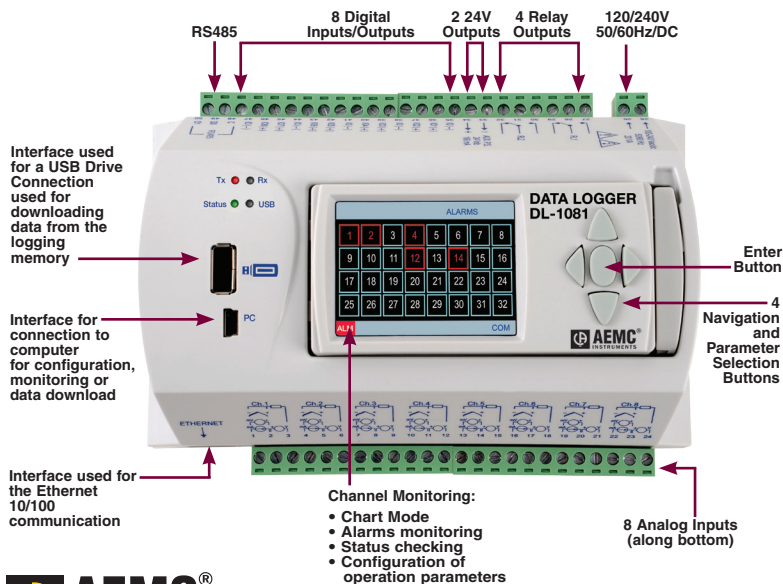 RS485
8 Digital
Inputs/Outputs
2 24V
Outputs
4 Relay
Outputs
120/240V
50/60Hz/DC
Interface used
for a USB Drive
Connection
used for
downloading
data from the
logging
memory
Tx Rx
Status USB
PC
ALARMS
1 2 3 4 5 6 7 8
9 10 11 12 13 14 15 16
17 18 19 20 21 22 23 24
25 26 27 28 29 30 31 32
ALM COM
DATA LOGGER
DL-1081
AEMC®
INSTRUMENTS
Enter
Button
4
Navigation
and
Parameter
Selection
Buttons
Interface for
connection to
computer
for configuration,
monitoring or
data download
ETHERNET
Ch.1 Ch.2 Ch.3 Ch.4 Ch.5 Ch.6 Ch.7 Ch.8
1 2 3 4 5 6 7 8 9 10 11 12 13 14 15 16 17 18 19 20 21 22 23 24
Interface used for
the Ethernet
10/100
communication
Channel Monitoring:
• Chart Mode
• Alarms monitoring
• Status checking
• Configuration of
operation parameters
8 Analog Inputs
(along bottom)
AEMC®